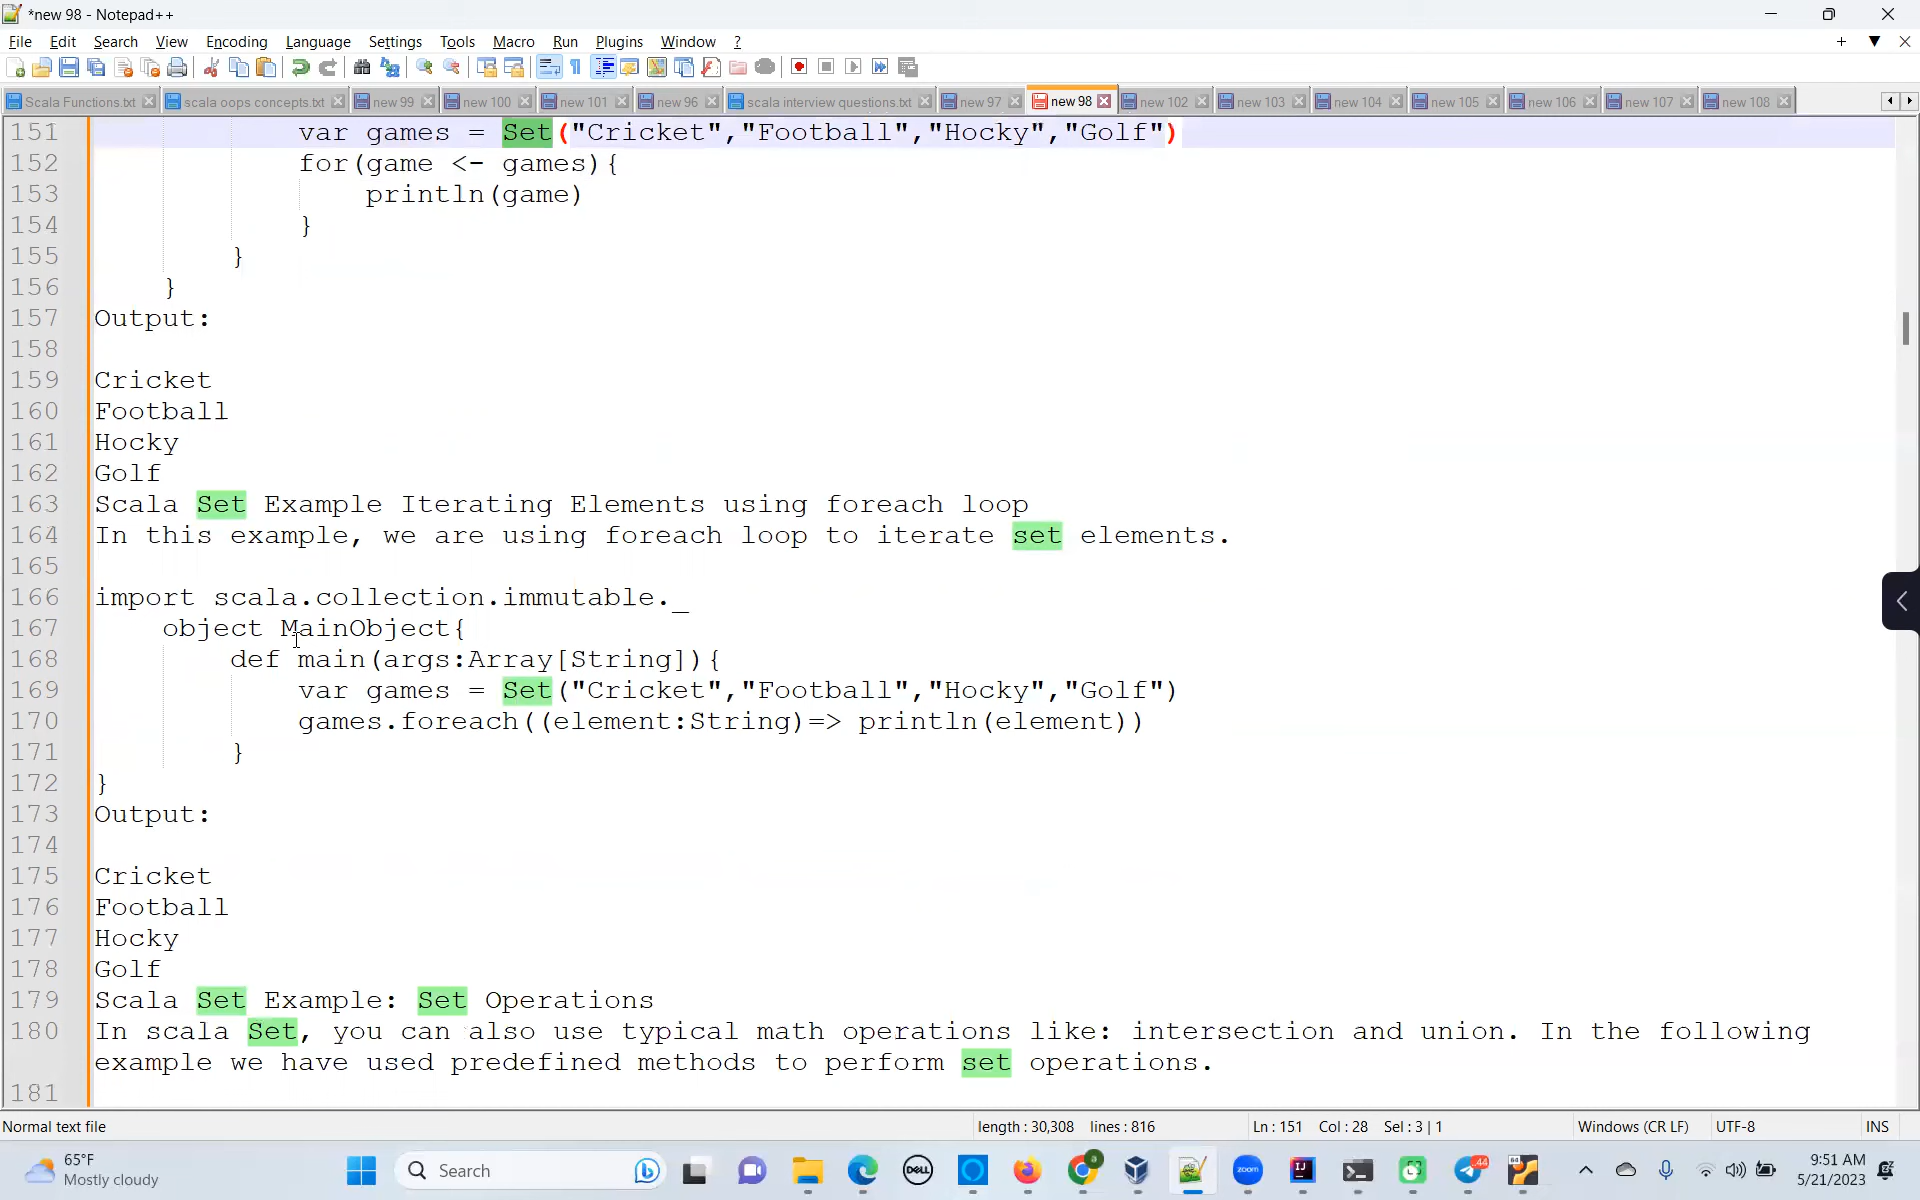 *new 98 - Notepad++
File Edit Search View Encoding Language Settings Tools Macro Run Plugins Window ?
Scala Functions.txt scala oops concepts.txt new 99 new 100 new 101 new 96 scala interview questions.txt new 97 new 98 new 102 new 103 new 104 new 105 new 106 new 107 new 108
151 var games = Set("Cricket","Football","Hocky","Golf")
152 for(game <- games){
153 println(game)
154 }
155 }
156 }
157 Output:
158
159 Cricket
160 Football
161 Hocky
162 Golf
163 Scala Set Example Iterating Elements using foreach loop
164 In this example, we are using foreach loop to iterate set elements.
165
166 import scala.collection.immutable._
167 object MainObject{
168 def main(args:Array[String]){
169 var games = Set("Cricket","Football","Hocky","Golf")
170 games.foreach((element:String)=> println(element))
171 }
172 }
173 Output:
174
175 Cricket
176 Football
177 Hocky
178 Golf
179 Scala Set Example: Set Operations
180 In scala Set, you can also use typical math operations like: intersection and union. In the following
example we have used predefined methods to perform set operations.
181
Normal text file length : 30,308 lines : 816 Ln : 151 Col : 28 Sel : 3 | 1 Windows (CR LF) UTF-8 INS
65°F
Mostly cloudy
Search
DELL
zoom
44
9:51 AM
5/21/2023